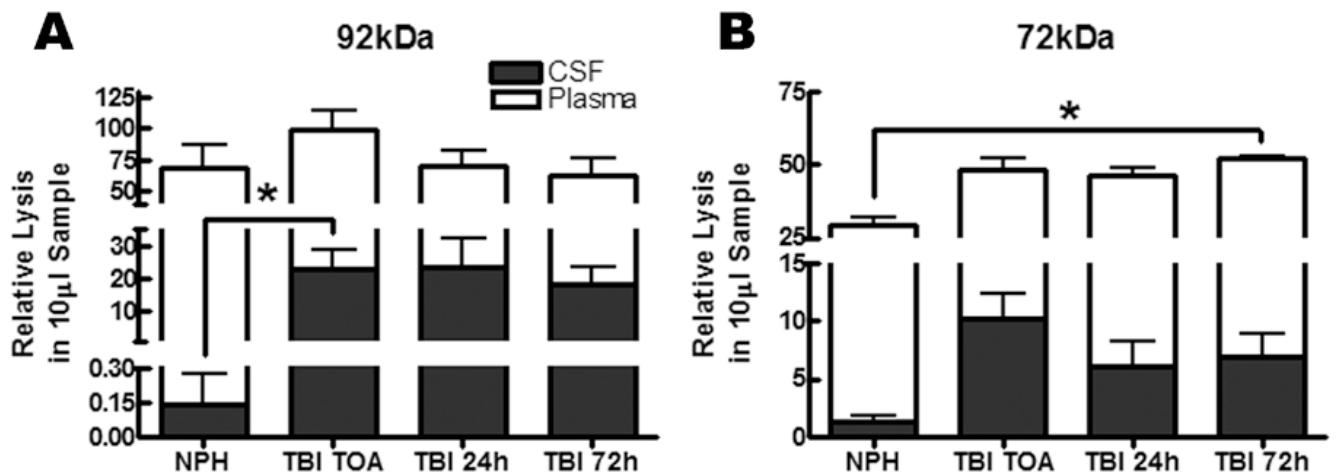 A
92kDa
CSF
Plasma
Relative Lysis
in 10µl Sample
125
100
75
50
30
20
10
0.30
0.15
0.00
*
NPH
TBI TOA
TBI 24h
TBI 72h
B
72kDa
Relative Lysis
in 10µl Sample
75
50
25
15
10
5
0
*
NPH
TBI TOA
TBI 24h
TBI 72h